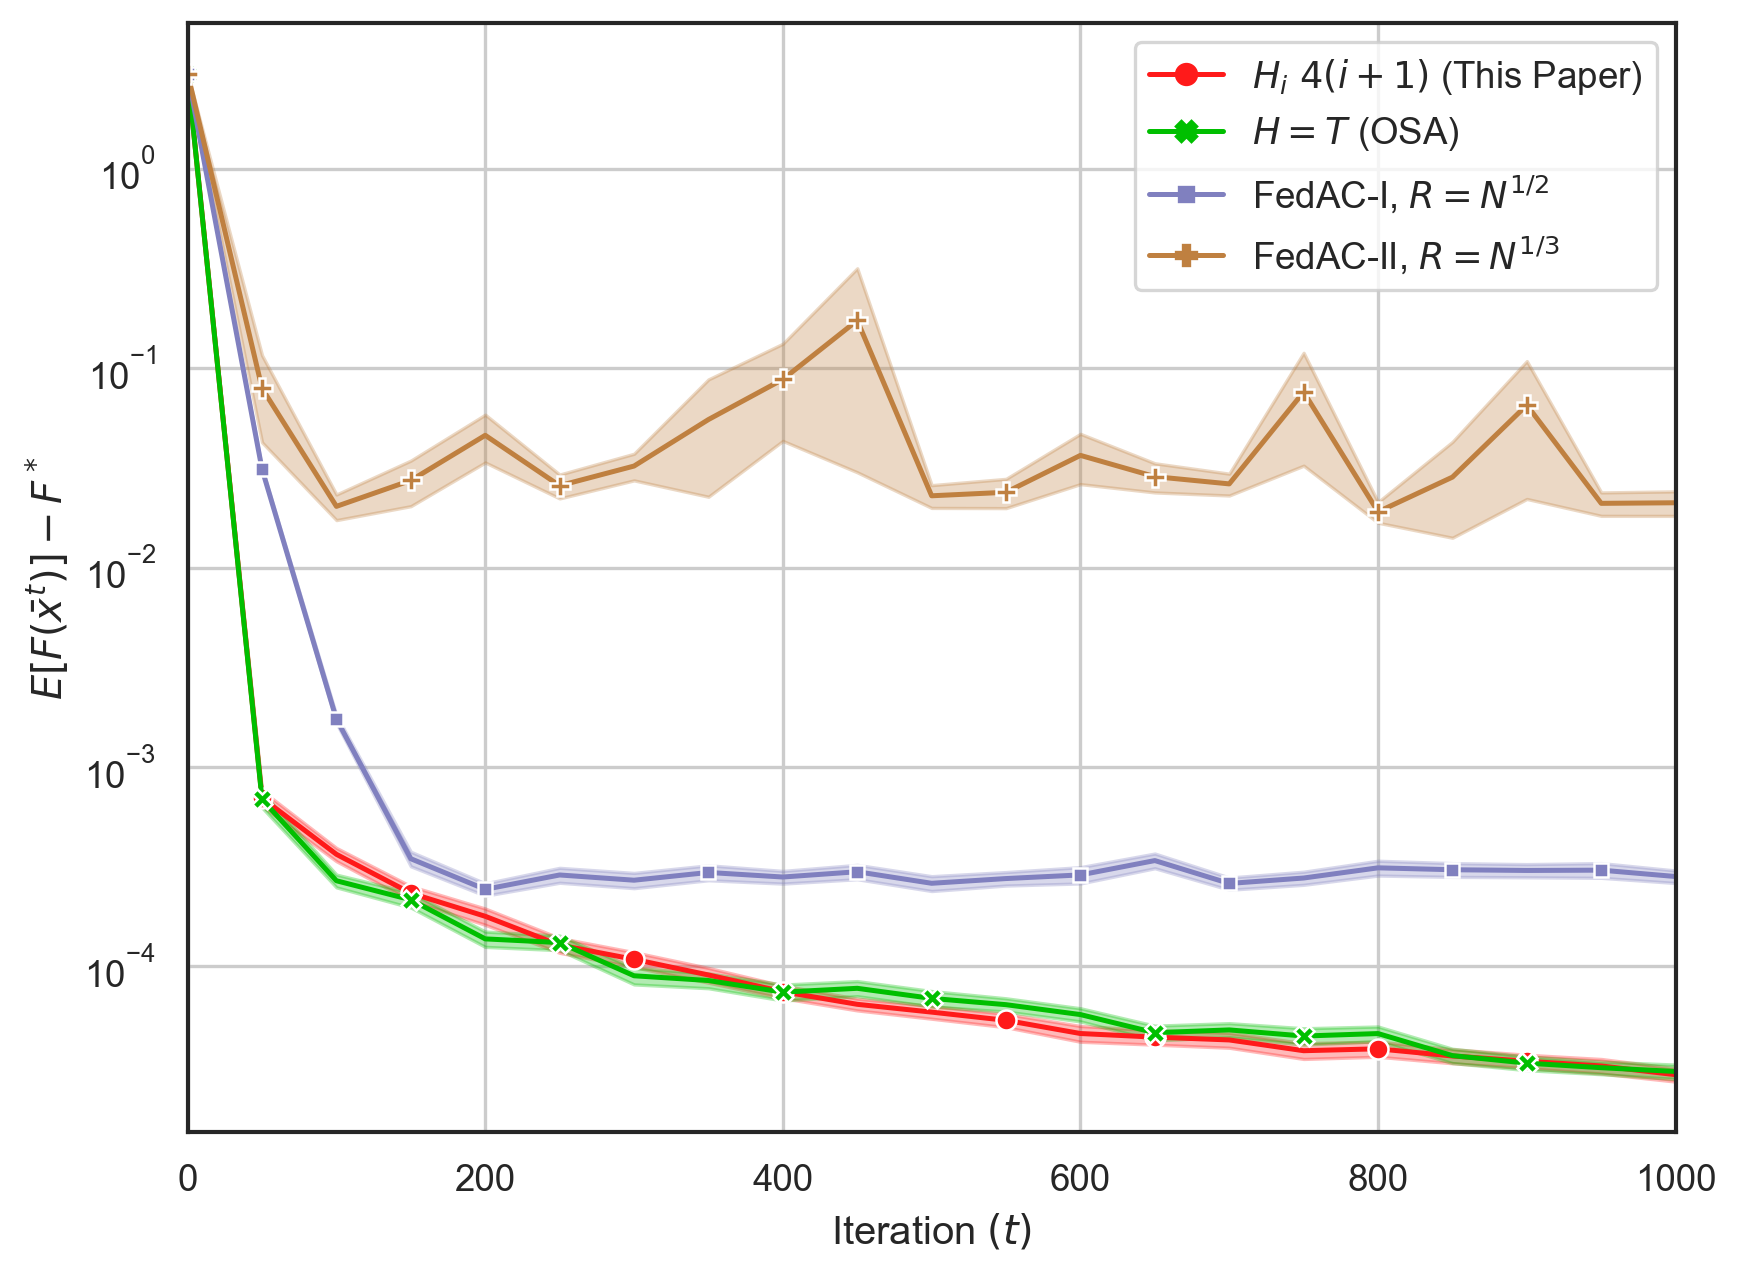 H_i 4(i + 1) (This Paper)
H = T (OSA)
FedAC-I, R = N^{1/2}
FedAC-II, R = N^{1/3}
10^0
10^{−1}
10^{−2}
10^{−3}
10^{−4}
E[F(x̄^t)] − F^*
0 200 400 600 800 1000
Iteration (t)